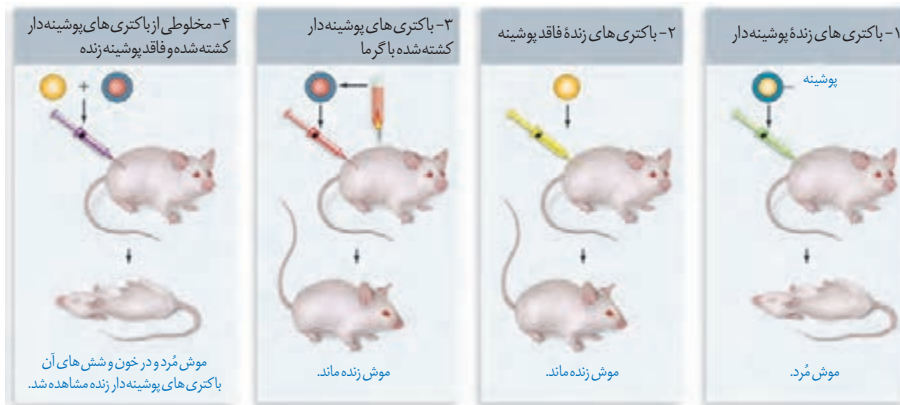 ۱- باکتری های زندهٔ پوشینه دار
پوشینه
موش مُرد.
۲- باکتری های زندهٔ فاقد پوشینه
موش زنده ماند.
۳- باکتری های پوشینه دار
کشته شده با گرما
موش زنده ماند.
۴- مخلوطی از باکتری های پوشینه دار
کشته شده و فاقد پوشینه زنده
+
موش مُرد و در خون و شش های آن
باکتری های پوشینه دار زنده مشاهده شد.